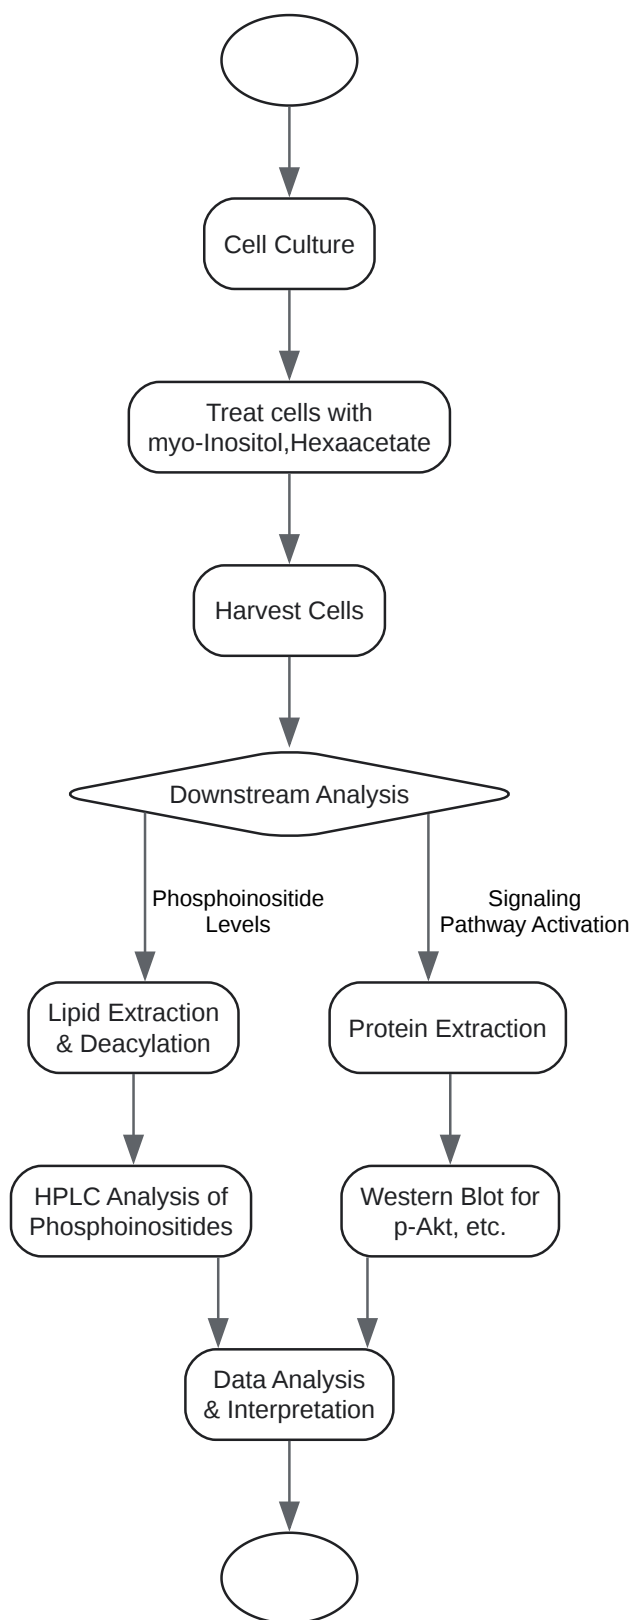 Cell Culture
Treat cells with
myo-Inositol,Hexaacetate
Harvest Cells
Downstream Analysis
Phosphoinositide
Levels
Signaling
Pathway Activation
Lipid Extraction
& Deacylation
Protein Extraction
HPLC Analysis of
Phosphoinositides
Western Blot for
p-Akt, etc.
Data Analysis
& Interpretation